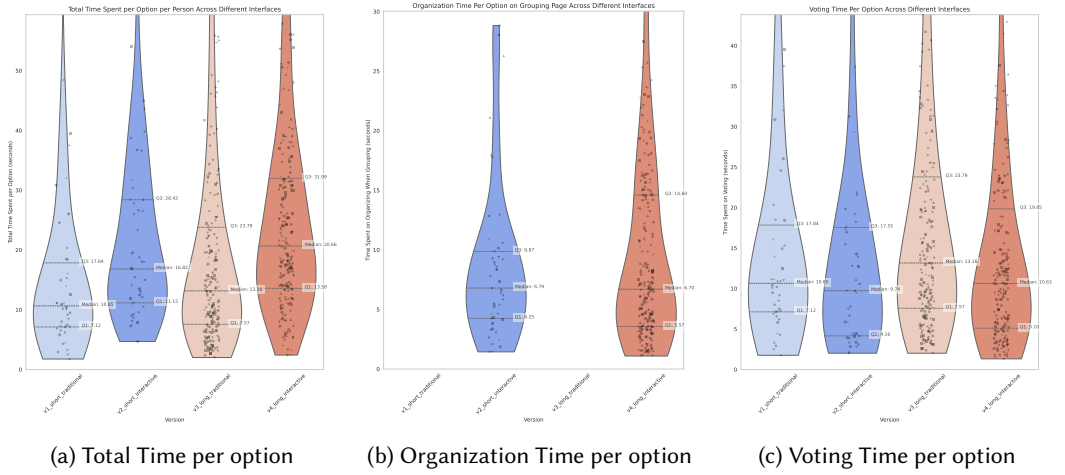 Total Time Spent per Option per Person Across Different Interfaces
Total Time Spent per Option (seconds)
50
40
30
20
10
0
Q3: 17.84
Median: 10.65
Q1: 7.12
Q3: 28.42
Median: 16.82
Q1: 11.15
Q3: 23.79
Median: 13.16
Q1: 7.57
Q3: 31.99
Median: 20.66
Q1: 13.58
v1_short_traditional
v2_short_interactive
v3_long_traditional
v4_long_interactive
Version
(a) Total Time per option
Organization Time Per Option on Grouping Page Across Different Interfaces
Time Spent on Organizing When Grouping (seconds)
30
25
20
15
10
5
0
Q3: 9.87
Median: 6.79
Q1: 4.25
Q3: 14.60
Median: 6.70
Q1: 3.57
v1_short_traditional
v2_short_interactive
v3_long_traditional
v4_long_interactive
Version
(b) Organization Time per option
Voting Time Per Option Across Different Interfaces
Time Spent on Voting (seconds)
40
35
30
25
20
15
10
5
0
Q3: 17.84
Median: 10.65
Q1: 7.12
Q3: 17.55
Median: 9.74
Q1: 4.16
Q3: 23.79
Median: 13.16
Q1: 7.57
Q3: 19.85
Median: 10.63
Q1: 5.10
v1_short_traditional
v2_short_interactive
v3_long_traditional
v4_long_interactive
Version
(c) Voting Time per option